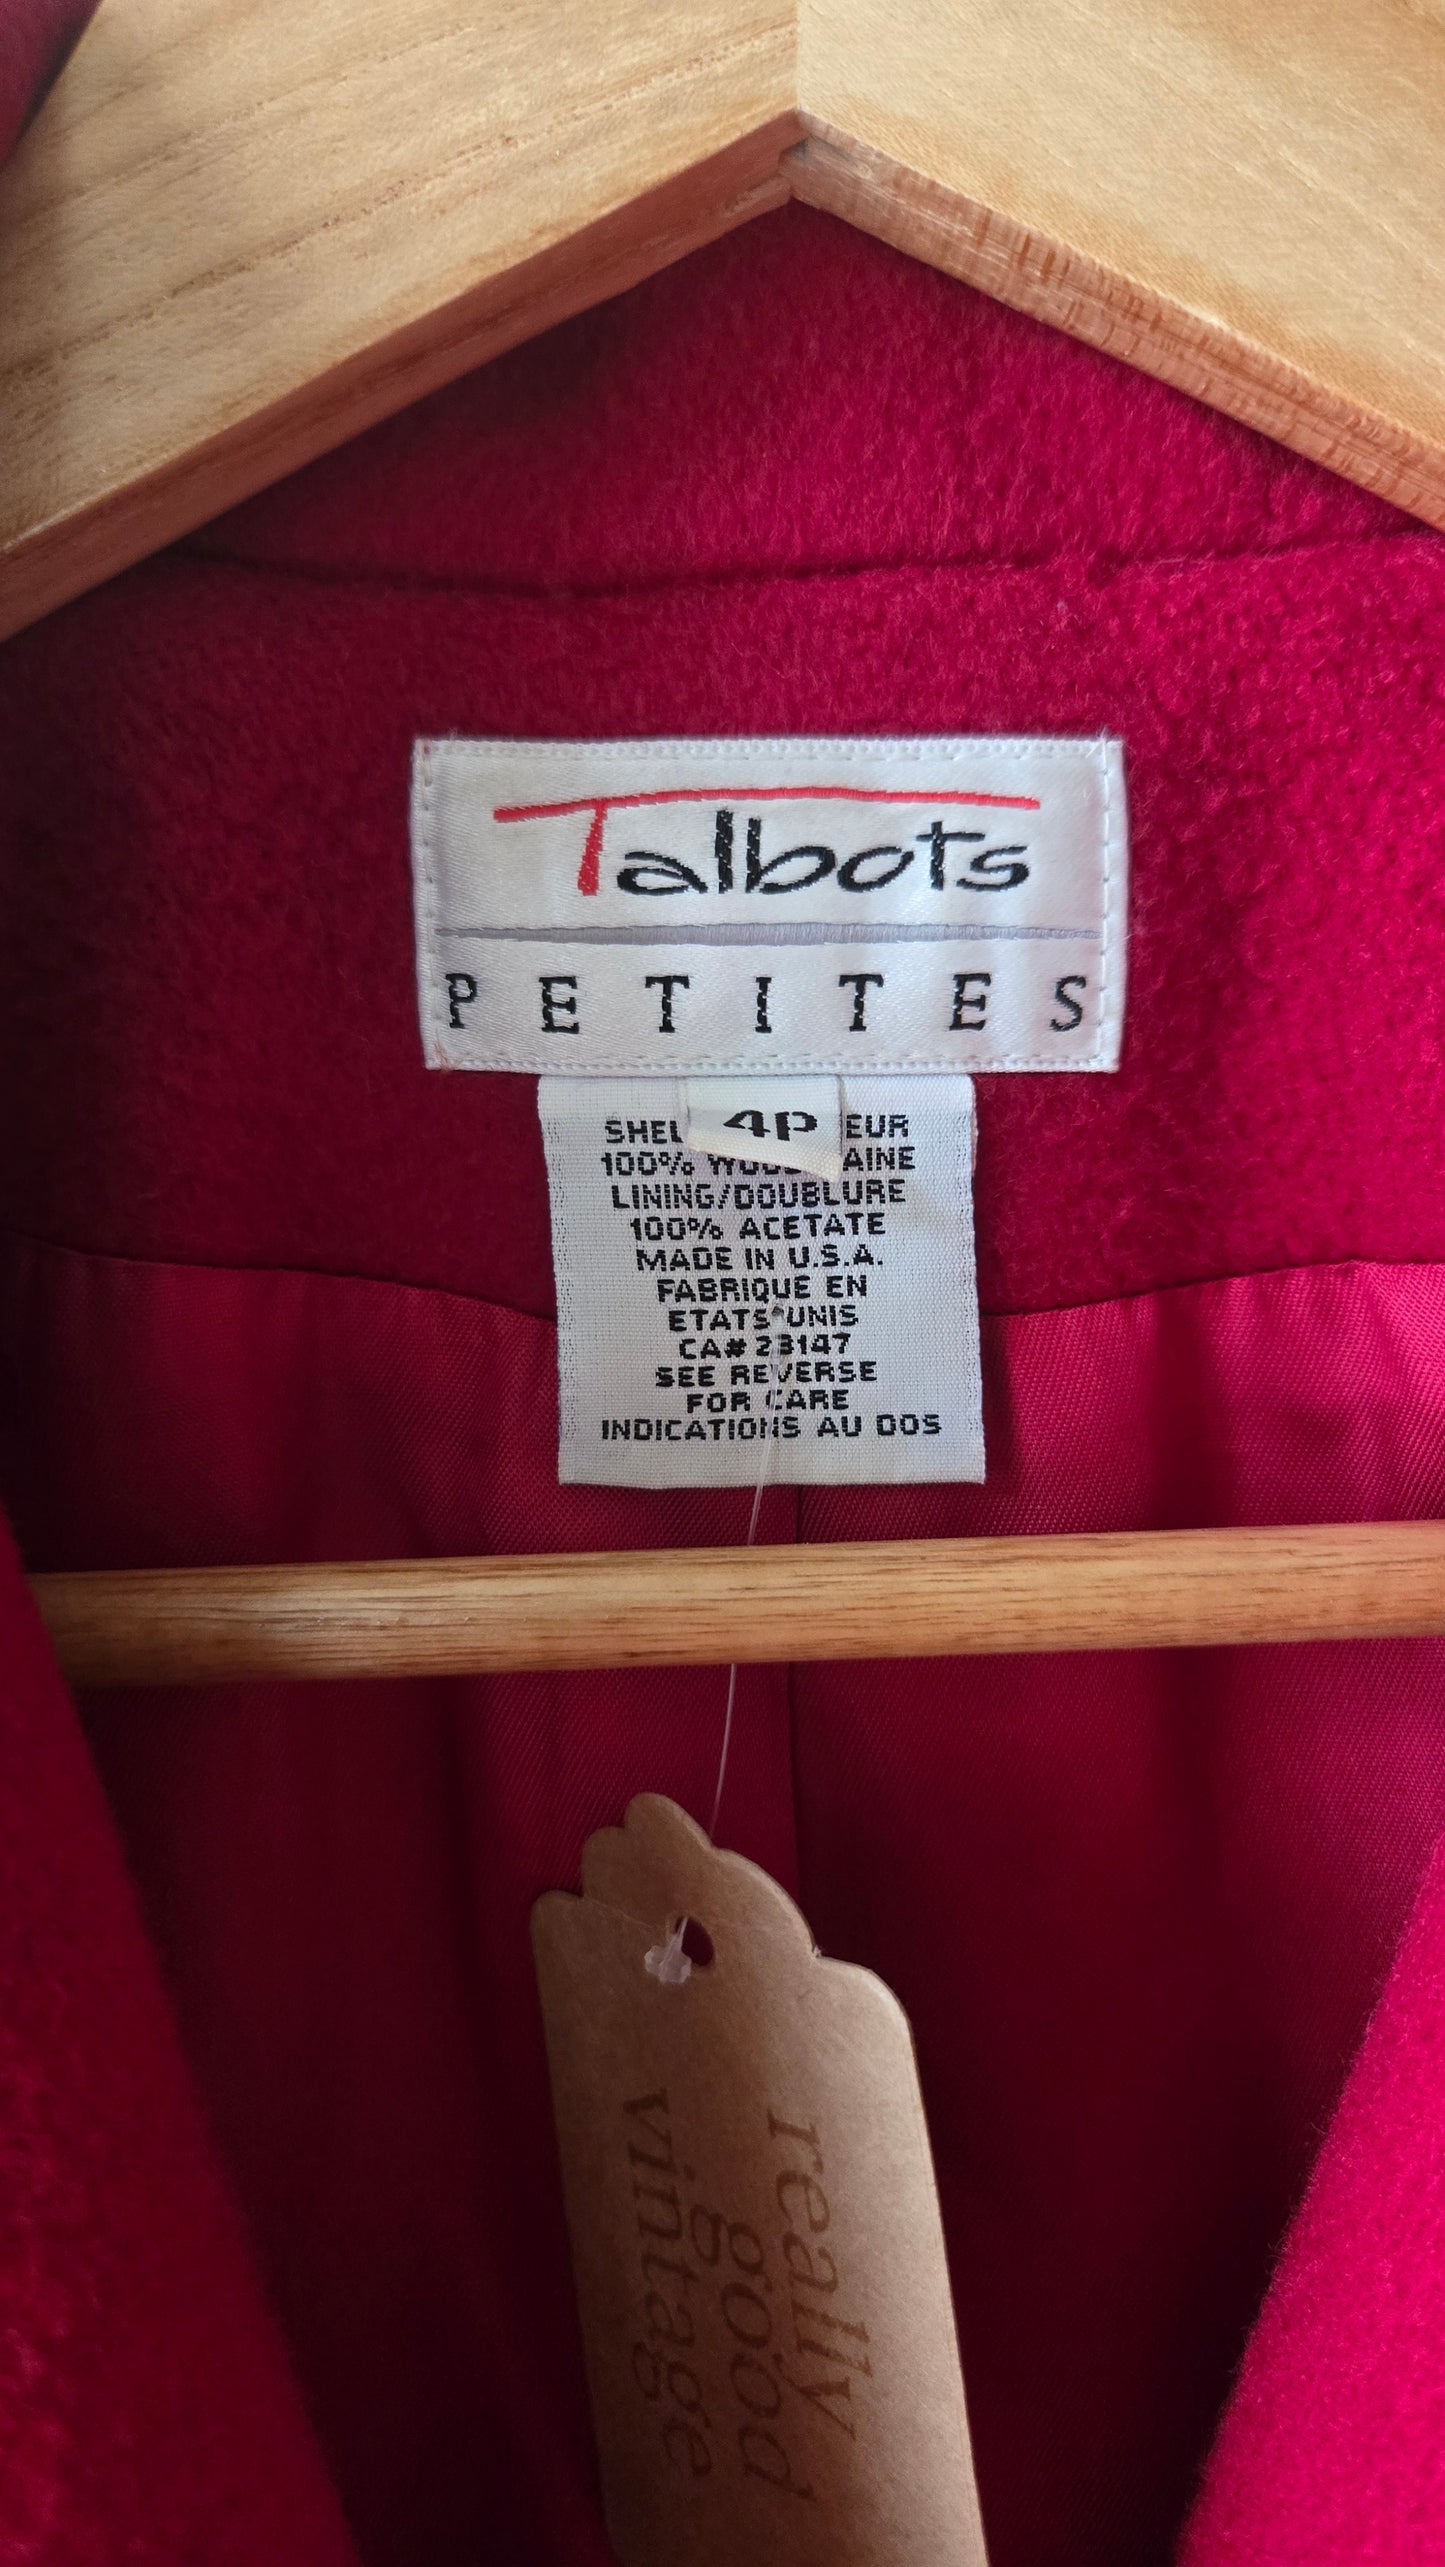 Talbots
PETITES
4P
SHEL EUR
100% WOOL AINE
LINING/DOUBLURE
100% ACETATE
MADE IN U.S.A.
FABRIQUE EN
ETATS-UNIS
CA# 23147
SEE REVERSE
FOR CARE
INDICATIONS AU DOS
really
good
vintage